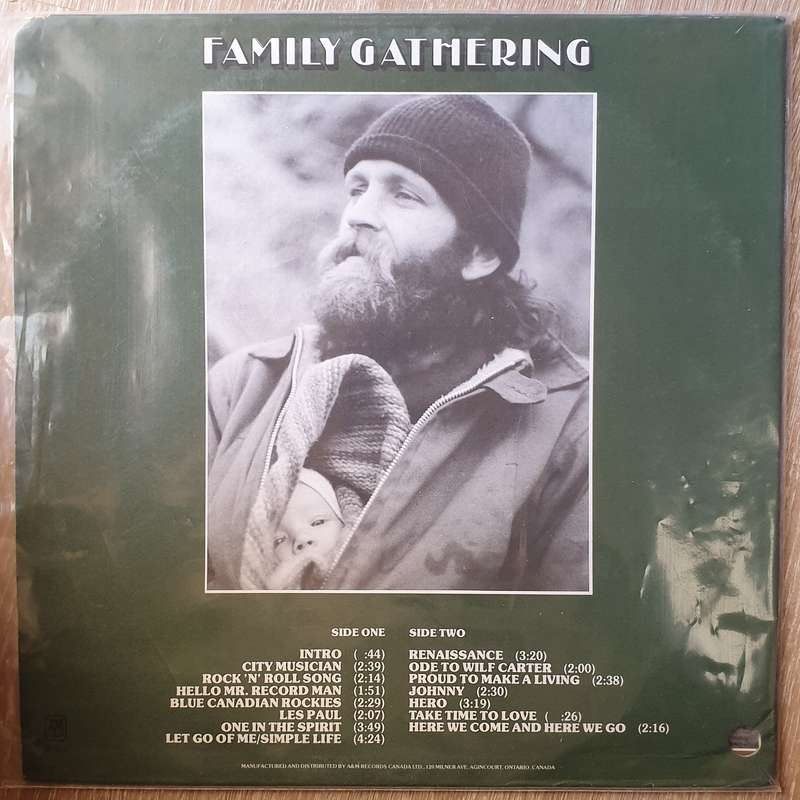 FAMILY GATHERING
SIDE ONE
INTRO ( :44)
CITY MUSICIAN (2:39)
ROCK 'N' ROLL SONG (2:14)
HELLO MR. RECORD MAN (1:51)
BLUE CANADIAN ROCKIES (2:29)
LES PAUL (2:07)
ONE IN THE SPIRIT (3:49)
LET GO OF ME/SIMPLE LIFE (4:24)
SIDE TWO
RENAISSANCE (3:20)
ODE TO WILF CARTER (2:00)
PROUD TO MAKE A LIVING (2:38)
JOHNNY (2:30)
HERO (3:19)
TAKE TIME TO LOVE ( :26)
HERE WE COME AND HERE WE GO (2:16)
MANUFACTURED AND DISTRIBUTED BY A&M RECORDS CANADA LTD., 120 MILNER AVE. AGINCOURT, ONTARIO, CANADA